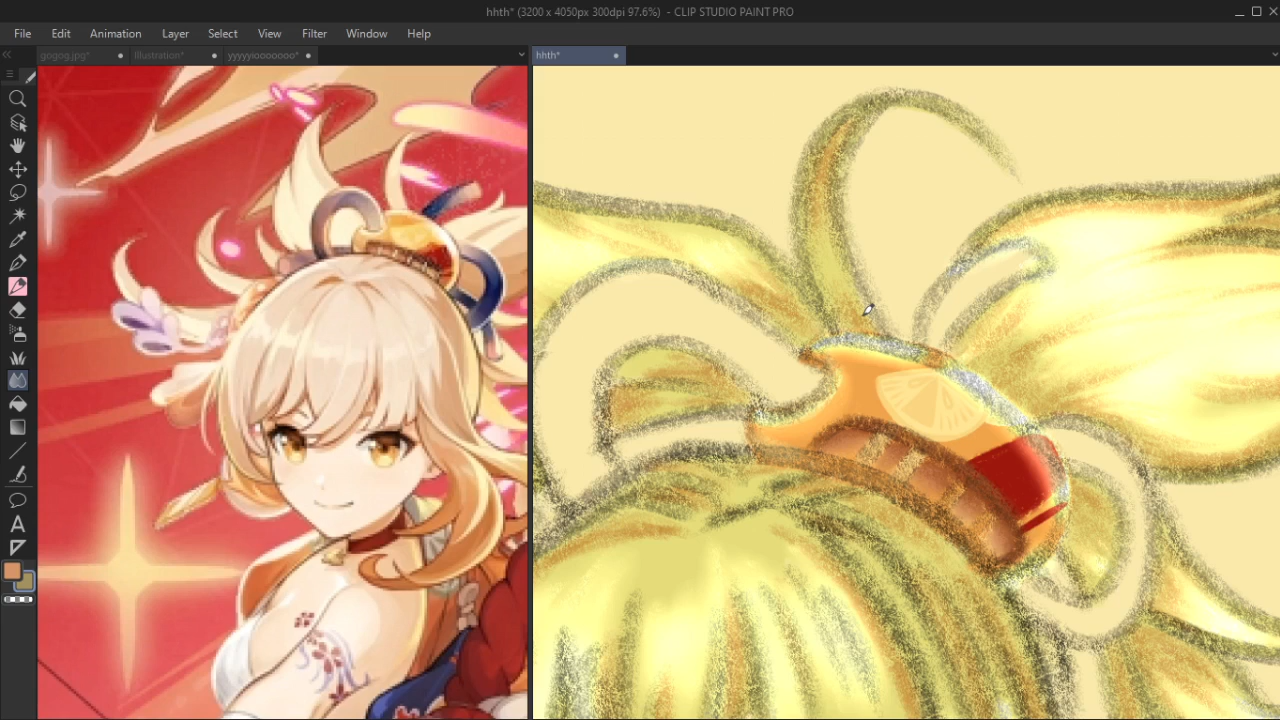 hhth* (3200 x 4050px 300dpi 97.6%) - CLIP STUDIO PAINT PRO
File Edit Animation Layer Select View Filter Window Help
gogog.jpg* Illustration* yyyyyiooooooo* hhth*